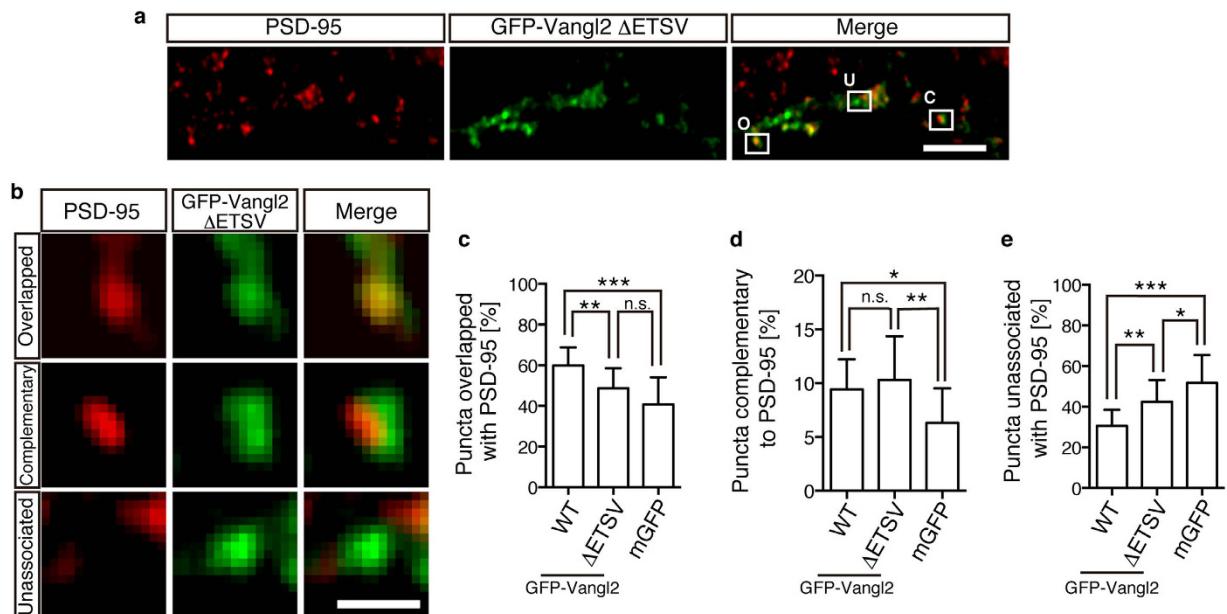 a
PSD-95
GFP-Vangl2 ΔETSV
Merge
U
C
O
b
PSD-95
GFP-Vangl2
ΔETSV
Merge
Overlapped
Complementary
Unassociated
c
Puncta overlapped
with PSD-95 [%]
100
80
60
40
20
0
***
**
n.s.
WT
ΔETSV
mGFP
GFP-Vangl2
d
Puncta complementary
to PSD-95 [%]
20
15
10
5
0
*
n.s.
**
WT
ΔETSV
mGFP
GFP-Vangl2
e
Puncta unassociated
with PSD-95 [%]
100
80
60
40
20
0
***
**
*
WT
ΔETSV
mGFP
GFP-Vangl2